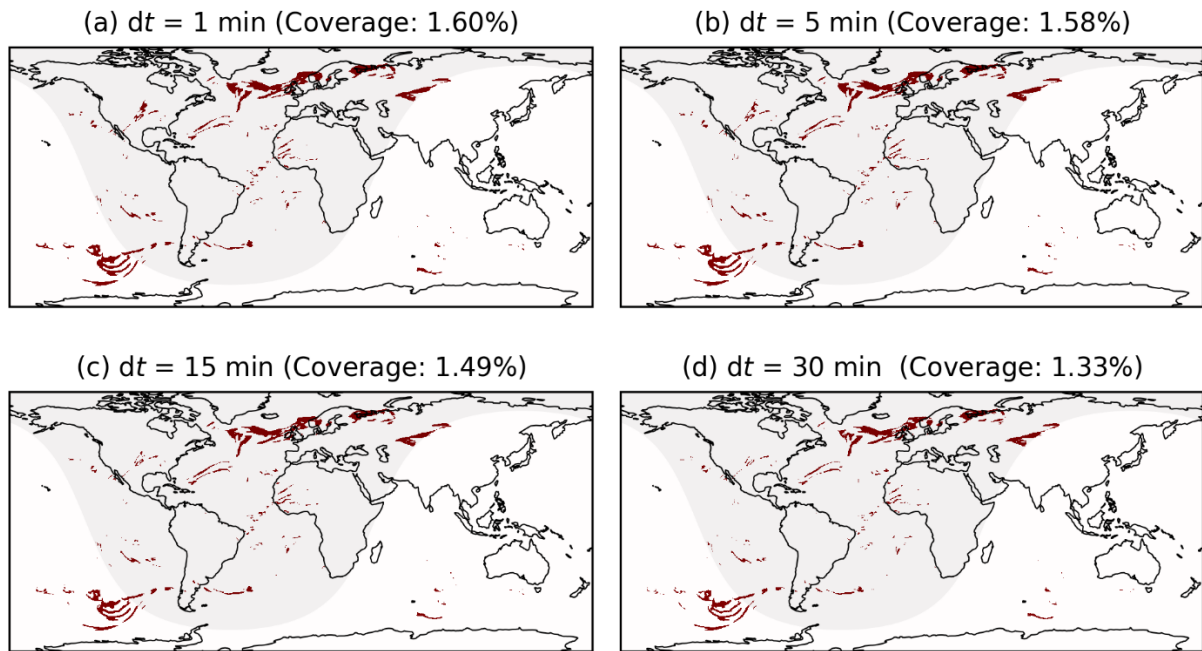 (a) dt = 1 min (Coverage: 1.60%)
(b) dt = 5 min (Coverage: 1.58%)
(c) dt = 15 min (Coverage: 1.49%)
(d) dt = 30 min  (Coverage: 1.33%)